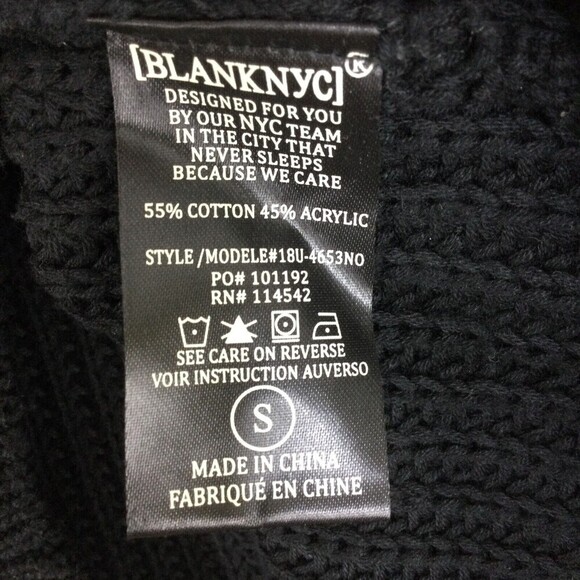 [BLANKNYC]®
DESIGNED FOR YOU
BY OUR NYC TEAM
IN THE CITY THAT
NEVER SLEEPS
BECAUSE WE CARE
55% COTTON 45% ACRYLIC
STYLE /MODELE#18U-4653NO
PO# 101192
RN# 114542
SEE CARE ON REVERSE
VOIR INSTRUCTION AUVERSO
S
MADE IN CHINA
FABRIQUÉ EN CHINE